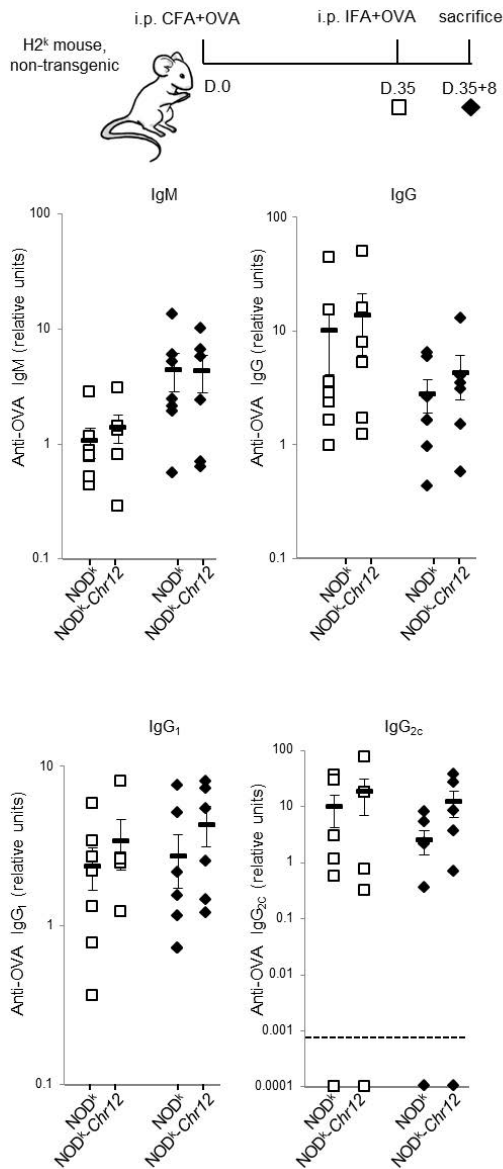 i.p. CFA+OVA i.p. IFA+OVA sacrifice
H2ᵏ mouse,
non-transgenic
D.0 D.35 D.35+8
IgM
Anti-OVA IgM (relative units)
100
10
1
0.1
NODᵏ
NODᵏ-Chr12
NODᵏ
NODᵏ-Chr12
IgG
Anti-OVA IgG (relative units)
100
10
1
0.1
NODᵏ
NODᵏ-Chr12
NODᵏ
NODᵏ-Chr12
IgG₁
Anti-OVA IgG₁ (relative units)
10
1
0.1
NODᵏ
NODᵏ-Chr12
NODᵏ
NODᵏ-Chr12
IgG₂c
Anti-OVA IgG₂c (relative units)
100
10
1
0.1
0.01
0.001
0.0001
NODᵏ
NODᵏ-Chr12
NODᵏ
NODᵏ-Chr12